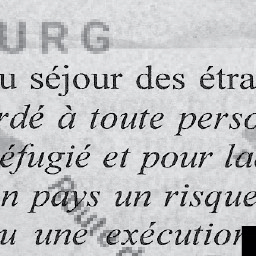 URG
u séjour des étra
rdé à toute perso
éfugié et pour la
n pays un risque
u une exécution